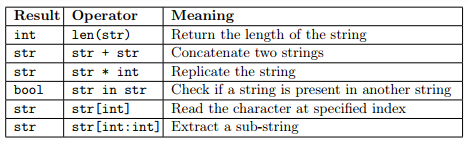 Result Operator Meaning
int len(str) Return the length of the string
str str + str Concatenate two strings
str str * int Replicate the string
bool str in str Check if a string is present in another string
str str[int] Read the character at specified index
str str[int:int] Extract a sub-string